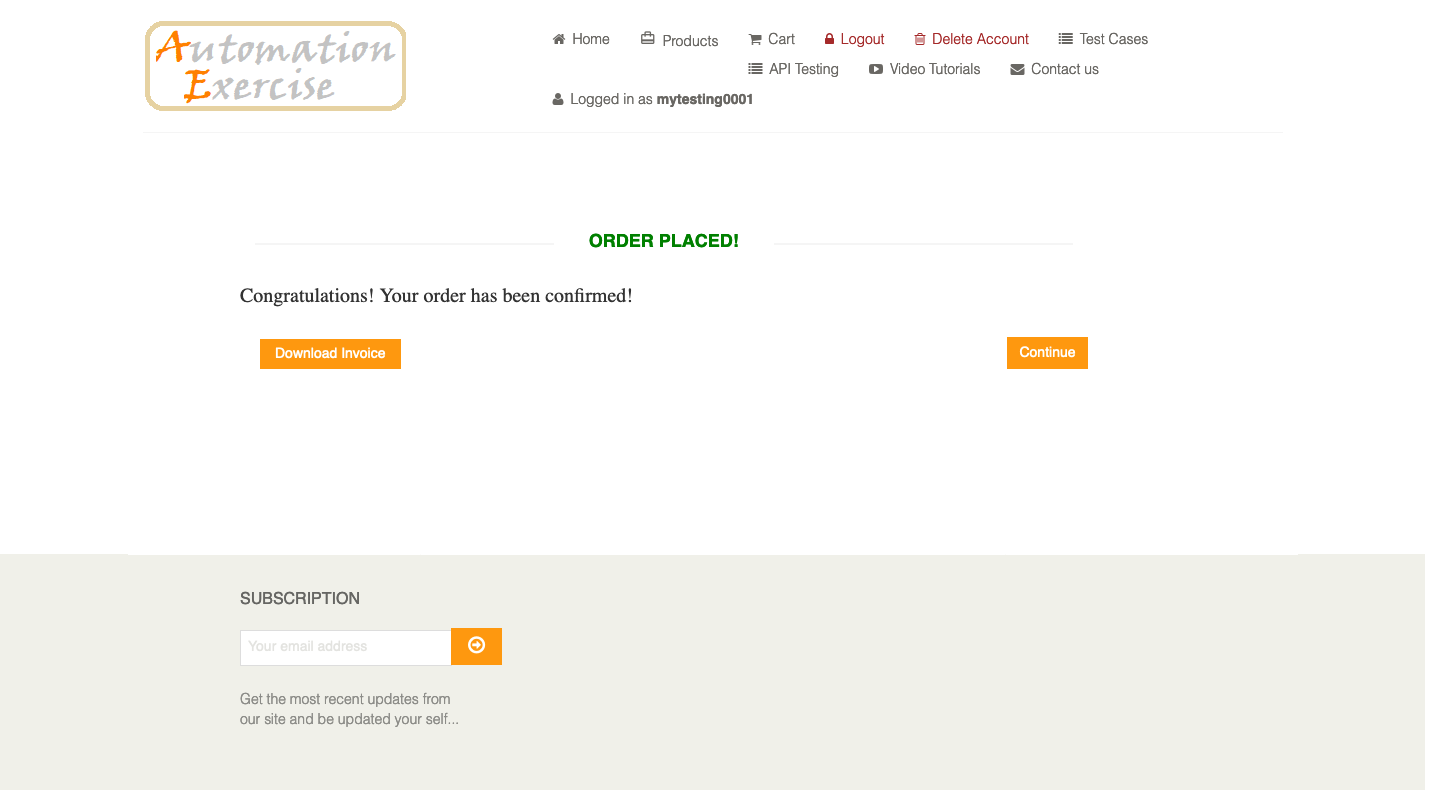 Automation
Exercise
Home Products Cart Logout Delete Account Test Cases
API Testing Video Tutorials Contact us
Logged in as mytesting0001
ORDER PLACED!
Congratulations! Your order has been confirmed!
Download Invoice Continue
SUBSCRIPTION
Your email address
Get the most recent updates from
our site and be updated your self...